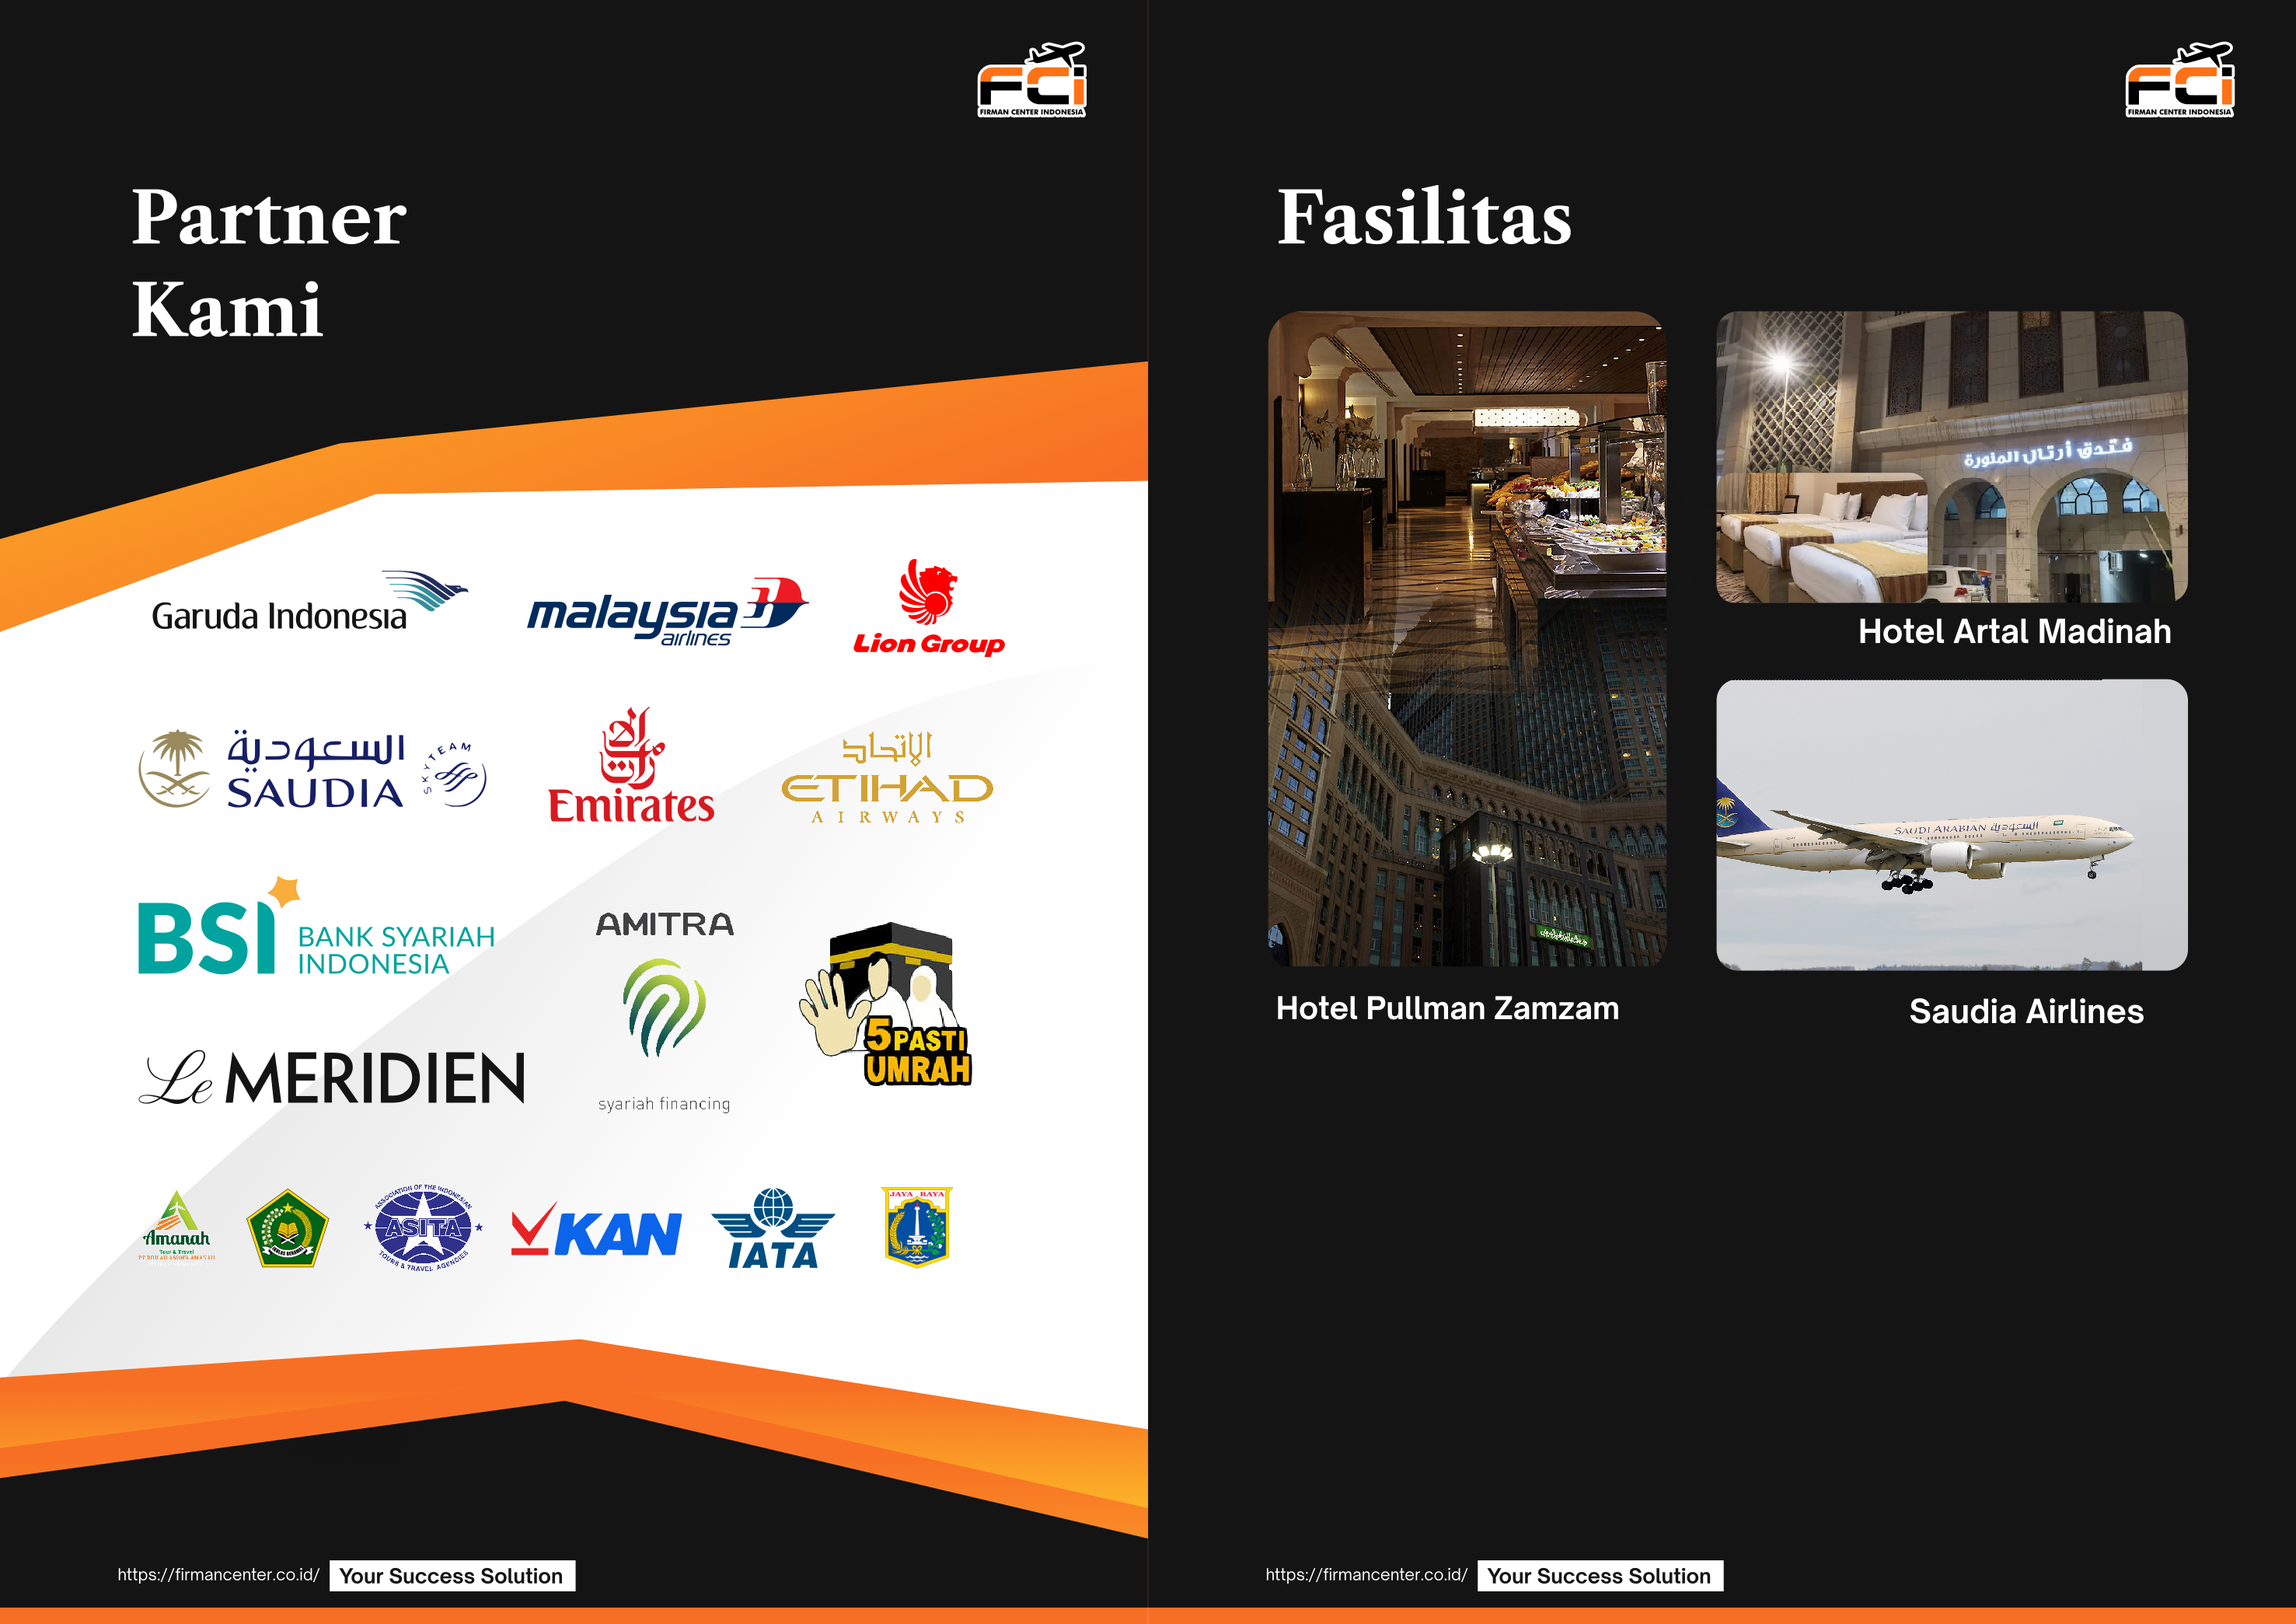 FCi
FIRMAN CENTER INDONESIA
Partner
Kami
Garuda Indonesia
malaysia
airlines
Lion Group
السعودية
SAUDIA
SKYTEAM
Emirates
الإتحاد
ETIHAD
AIRWAYS
BSI BANK SYARIAH
INDONESIA
AMITRA
syariah financing
5 PASTI
UMRAH
Le MERIDIEN
Amanah
Tour & Travel
ASSOCIATION OF THE INDONESIAN
ASITA
TOURS & TRAVEL AGENCIES
KAN
IATA
JAYA RAYA
https://firmancenter.co.id/ Your Success Solution
FCi
FIRMAN CENTER INDONESIA
Fasilitas
فندق أرتال المنورة
Hotel Artal Madinah
SAUDI ARABIAN السعودية
Hotel Pullman Zamzam
Saudia Airlines
https://firmancenter.co.id/ Your Success Solution